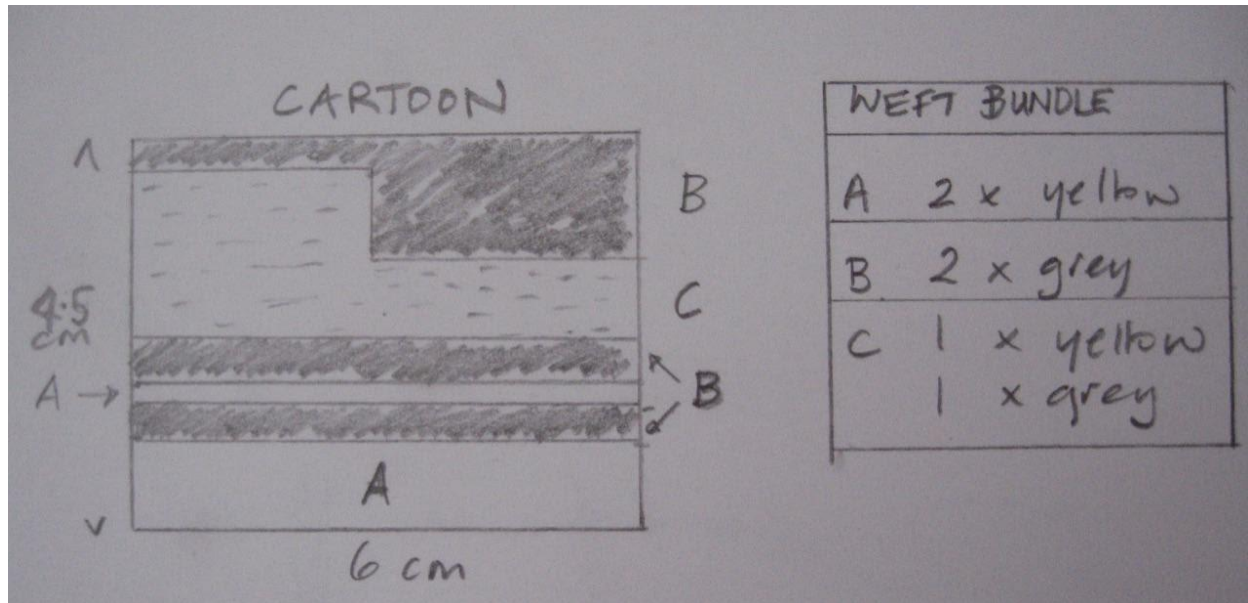 CARTOON
B
C
4.5
cm
A →
B
A
6 cm
WEFT BUNDLE
A 2 x yellow
B 2 x grey
C 1 x yellow
1 x grey